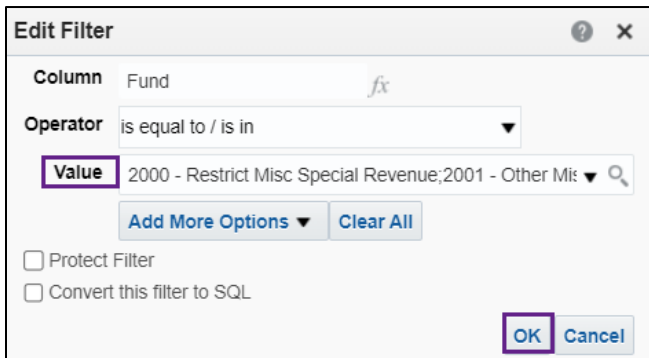 Edit Filter ? ×
Column Fund fx
Operator is equal to / is in
Value 2000 - Restrict Misc Special Revenue;2001 - Other Mis
Add More Options Clear All
Protect Filter
Convert this filter to SQL
OK Cancel